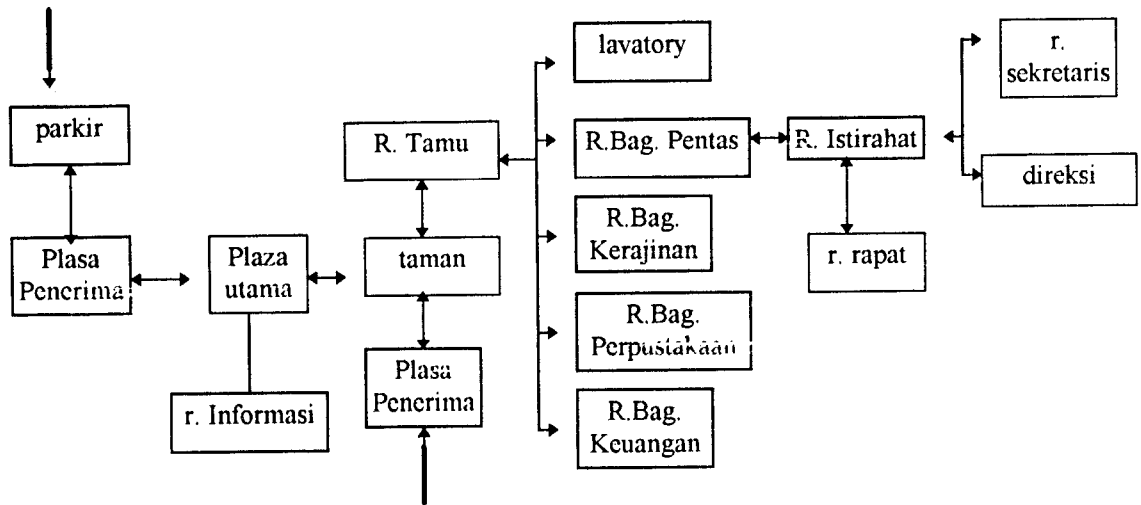 parkir
Plasa
Penerima
Plaza
utama
r. Informasi
R. Tamu
taman
Plasa
Penerima
lavatory
R.Bag. Pentas
R.Bag.
Kerajinan
R.Bag.
Perpustakaan
R.Bag.
Keuangan
R. Istirahat
r. rapat
r.
sekretaris
direksi